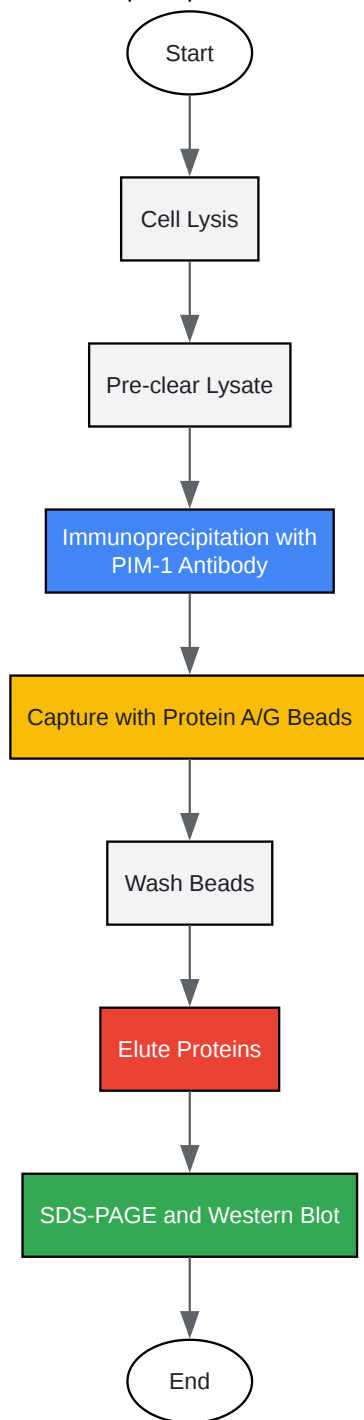 Start
Cell Lysis
Pre-clear Lysate
Immunoprecipitation with
PIM-1 Antibody
Capture with Protein A/G Beads
Wash Beads
Elute Proteins
SDS-PAGE and Western Blot
End